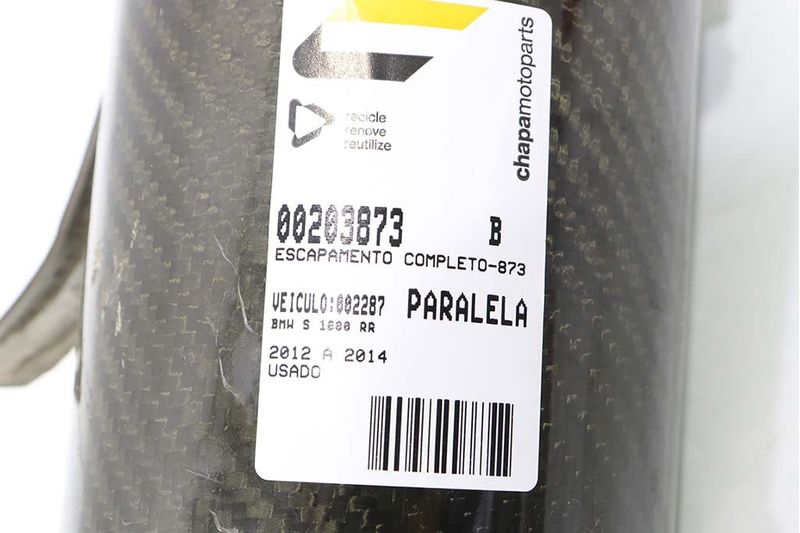 chapamotoparts
recicle
renove
reutilize
00203873 B
ESCAPAMENTO COMPLETO-873
VEICULO:002287 PARALELA
BMW S 1000 RR
2012 A 2014
USADO